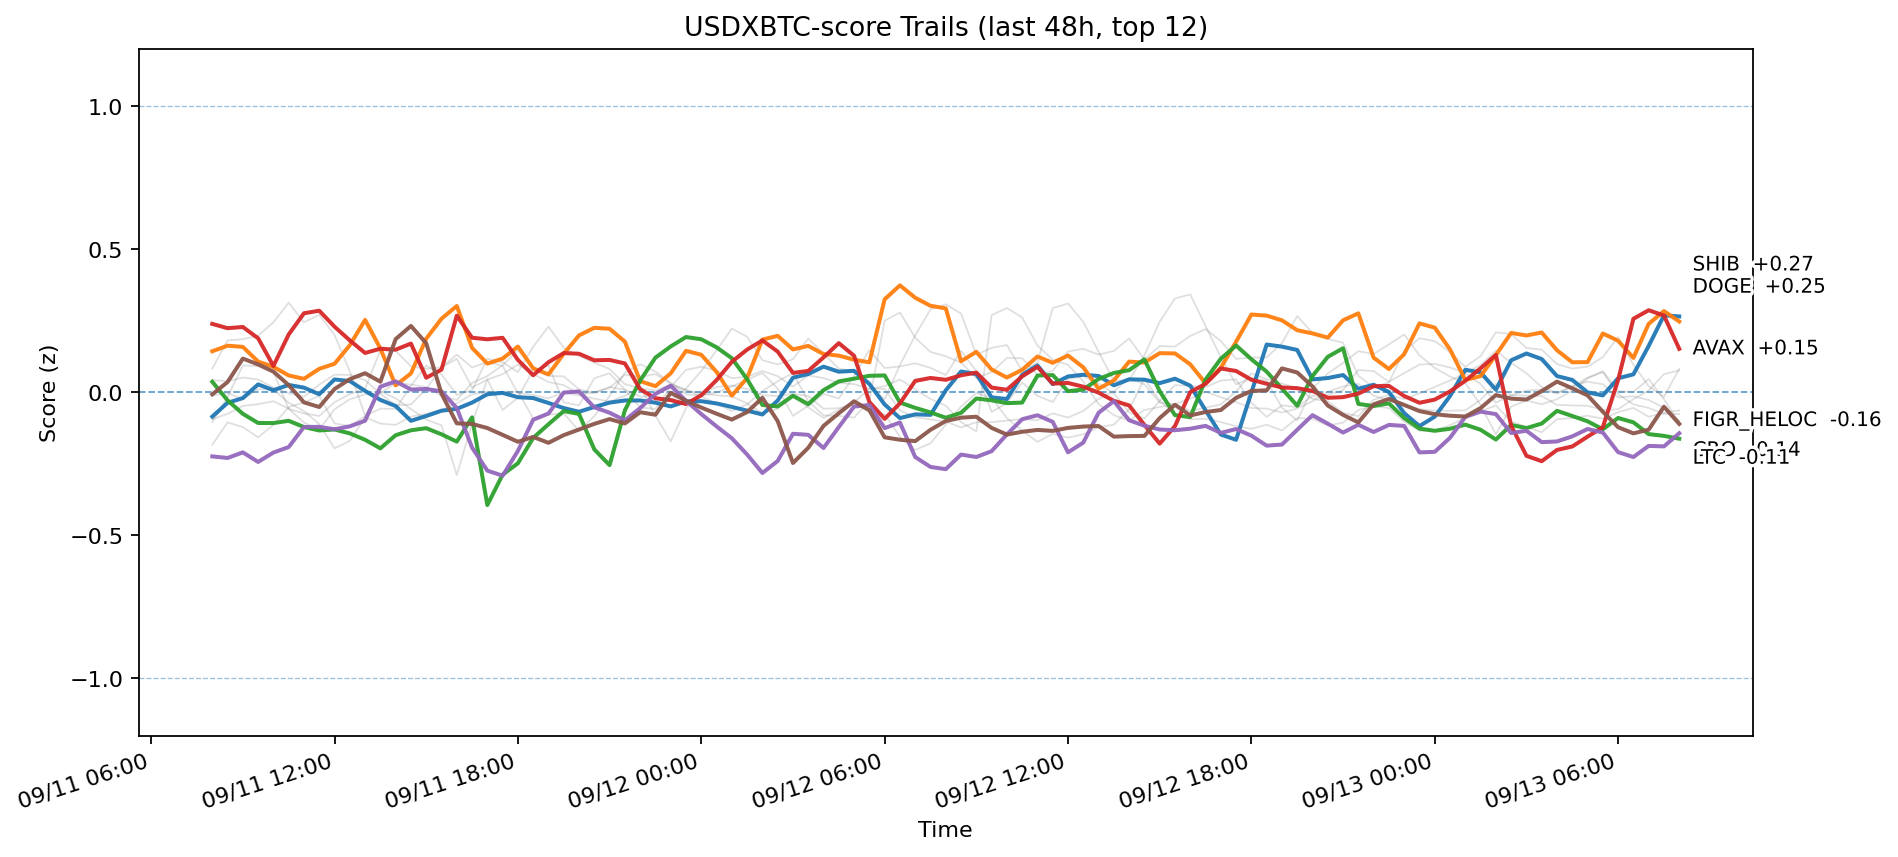 USDXBTC-score Trails (last 48h, top 12)
Score (z)
1.0
0.5
0.0
−0.5
−1.0
SHIB +0.27
DOGE +0.25
AVAX +0.15
FIGR_HELOC -0.16
LTC -0.11
09/11 06:00
09/11 12:00
09/11 18:00
09/12 00:00
09/12 06:00
09/12 12:00
09/12 18:00
09/13 00:00
09/13 06:00
Time